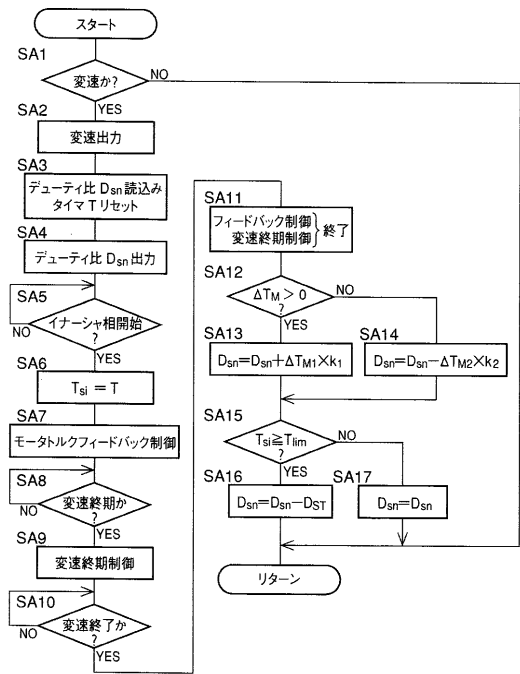 スタート
SA1
変速か?
NO
YES
SA2
変速出力
SA3
デューティ比 Dsn 読込み
タイマ T リセット
SA4
デューティ比 Dsn 出力
SA5
イナーシャ相開始
?
NO
YES
SA6
Tsi = T
SA7
モータトルクフィードバック制御
SA8
変速終期か
?
NO
YES
SA9
変速終期制御
SA10
変速終了か
?
NO
YES
SA11
フィードバック制御
変速終期制御
}終了
SA12
ΔTM > 0
?
NO
YES
SA13
Dsn=Dsn+ΔTM1×k1
SA14
Dsn=Dsn−ΔTM2×k2
SA15
Tsi≧Tlim
?
NO
YES
SA16
Dsn=Dsn−DST
SA17
Dsn=Dsn
リターン